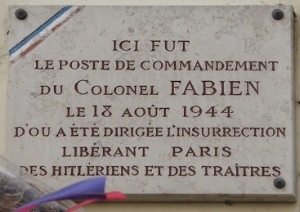 ICI FUT
LE POSTE DE COMMANDEMENT
DU COLONEL FABIEN
LE 18 AOÛT 1944
D'OU A ÉTÉ DIRIGÉE L'INSURRECTION
LIBÉRANT PARIS
DES HITLÉRIENS ET DES TRAÎTRES